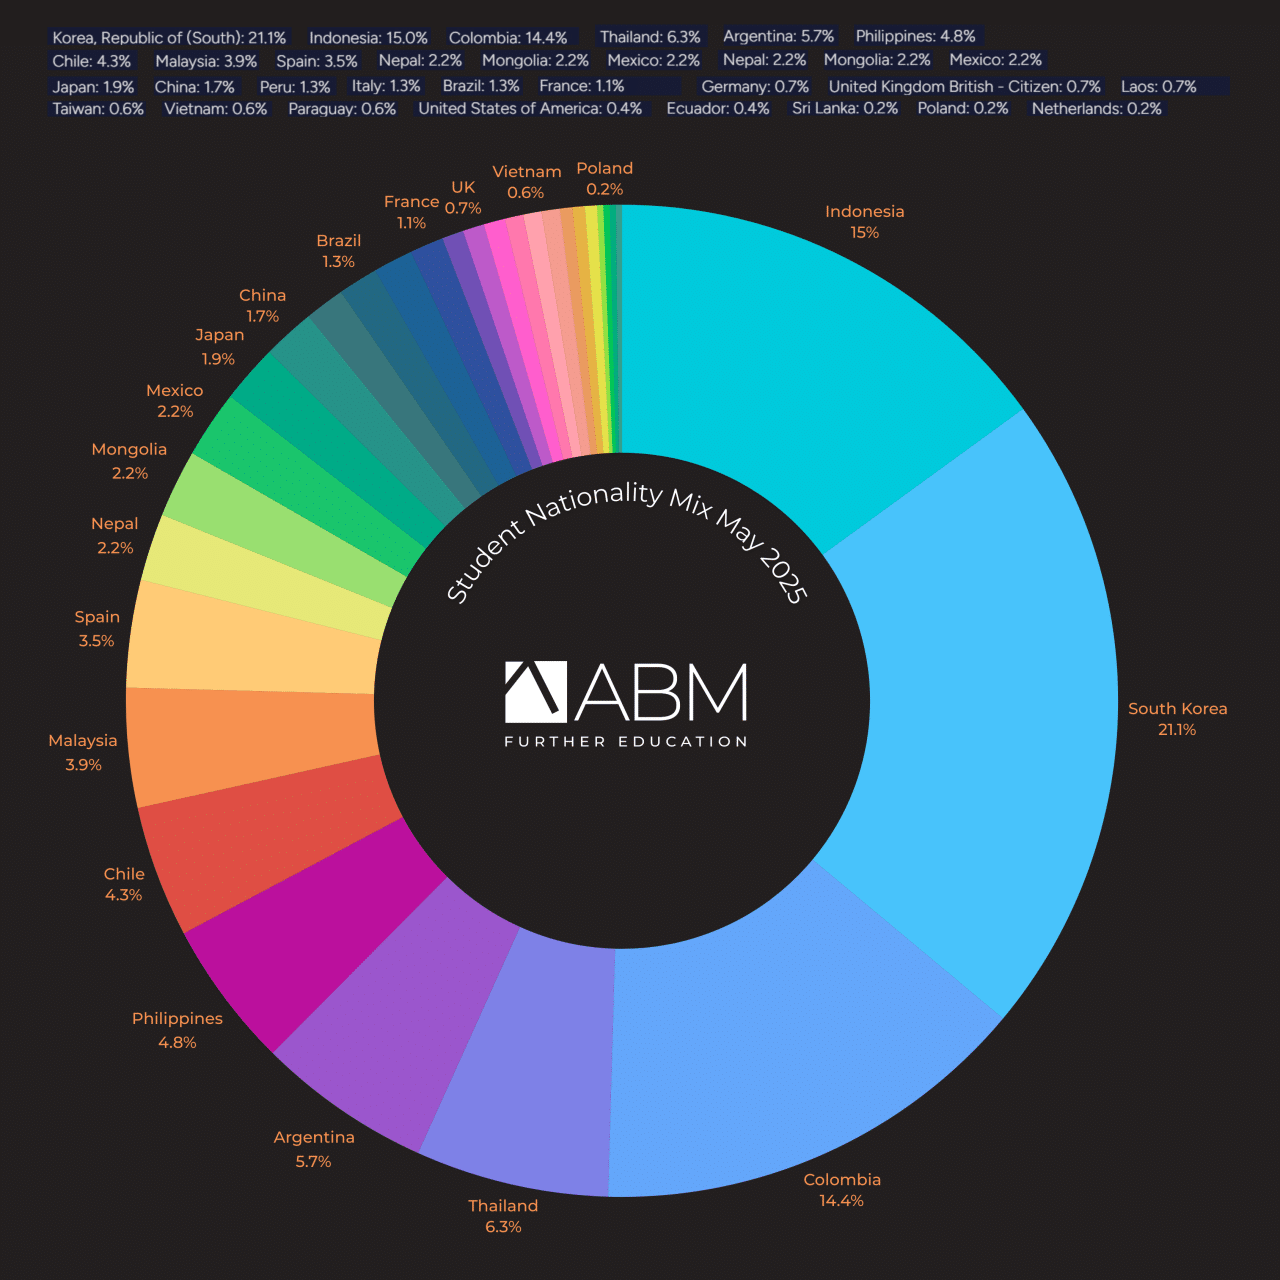 Korea, Republic of (South): 21.1% Indonesia: 15.0% Colombia: 14.4% Thailand: 6.3% Argentina: 5.7% Philippines: 4.8%
Chile: 4.3% Malaysia: 3.9% Spain: 3.5% Nepal: 2.2% Mongolia: 2.2% Mexico: 2.2% Nepal: 2.2% Mongolia: 2.2% Mexico: 2.2%
Japan: 1.9% China: 1.7% Peru: 1.3% Italy: 1.3% Brazil: 1.3% France: 1.1% Germany: 0.7% United Kingdom British - Citizen: 0.7% Laos: 0.7%
Taiwan: 0.6% Vietnam: 0.6% Paraguay: 0.6% United States of America: 0.4% Ecuador: 0.4% Sri Lanka: 0.2% Poland: 0.2% Netherlands: 0.2%
Poland
0.2%
Vietnam
0.6%
UK
0.7%
France
1.1%
Brazil
1.3%
China
1.7%
Japan
1.9%
Mexico
2.2%
Mongolia
2.2%
Nepal
2.2%
Spain
3.5%
Malaysia
3.9%
Chile
4.3%
Philippines
4.8%
Argentina
5.7%
Thailand
6.3%
Colombia
14.4%
South Korea
21.1%
Indonesia
15%
Student Nationality Mix May 2025
ABM
FURTHER EDUCATION